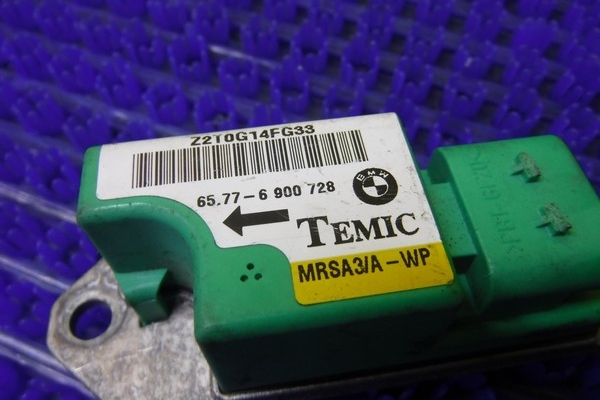 Z2T0G14FG33
65.77-6 900 728
BMW
TEMIC
MRSA3/A-WP